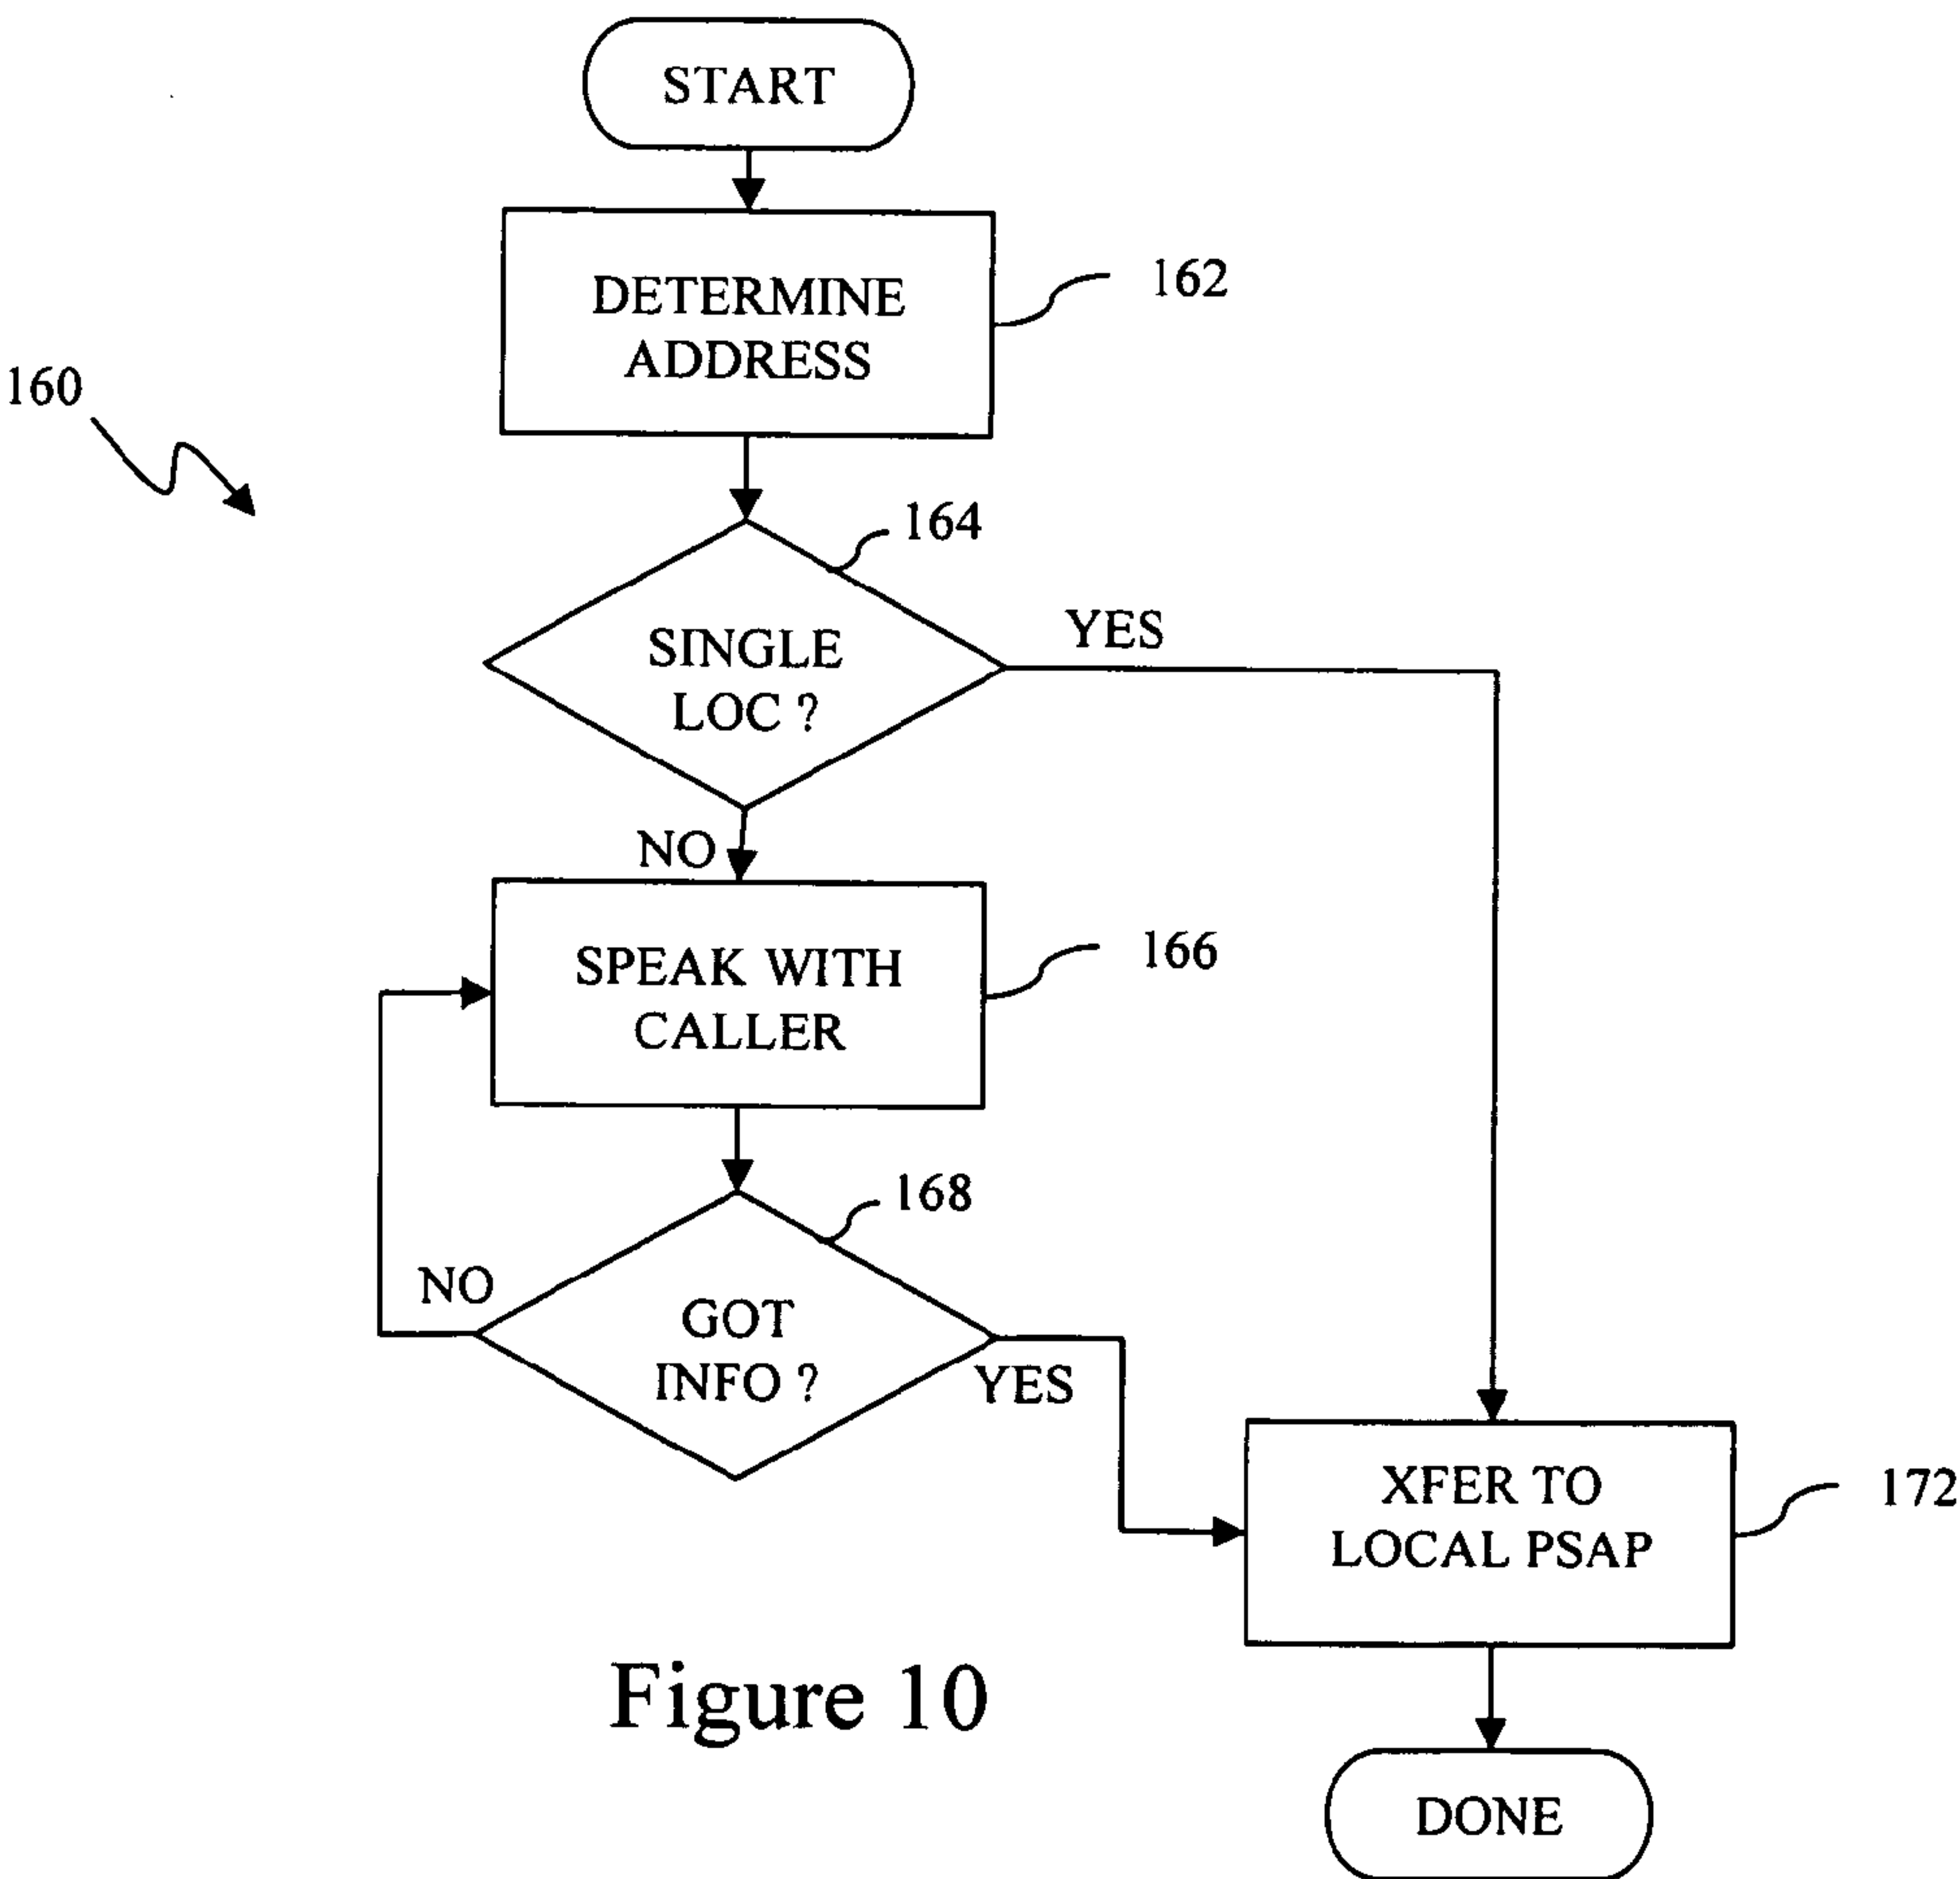 START
DETERMINE
ADDRESS
162
160
164
SINGLE
LOC ?
YES
NO
SPEAK WITH
CALLER
166
168
NO
GOT
INFO ?
YES
XFER TO
LOCAL PSAP
172
Figure 10
DONE